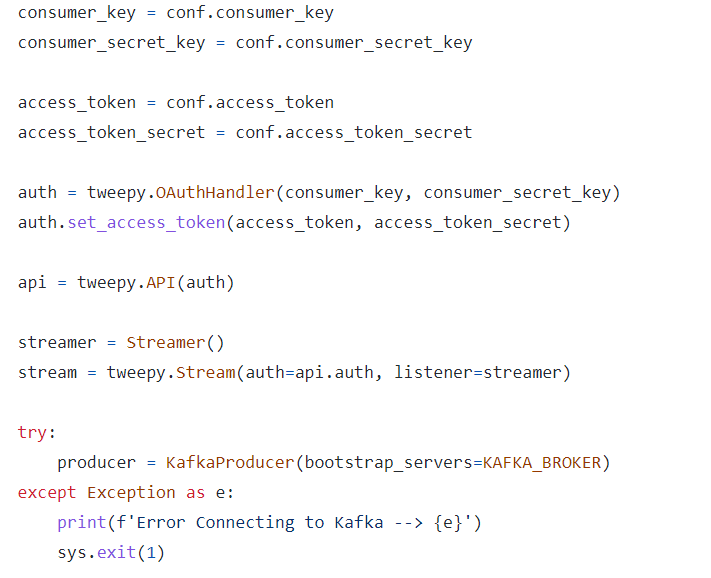 consumer_key = conf.consumer_key
consumer_secret_key = conf.consumer_secret_key
access_token = conf.access_token
access_token_secret = conf.access_token_secret
auth = tweepy.OAuthHandler(consumer_key, consumer_secret_key)
auth.set_access_token(access_token, access_token_secret)
api = tweepy.API(auth)
streamer = Streamer()
stream = tweepy.Stream(auth=api.auth, listener=streamer)
try:
    producer = KafkaProducer(bootstrap_servers=KAFKA_BROKER)
except Exception as e:
    print(f'Error Connecting to Kafka --> {e}')
    sys.exit(1)